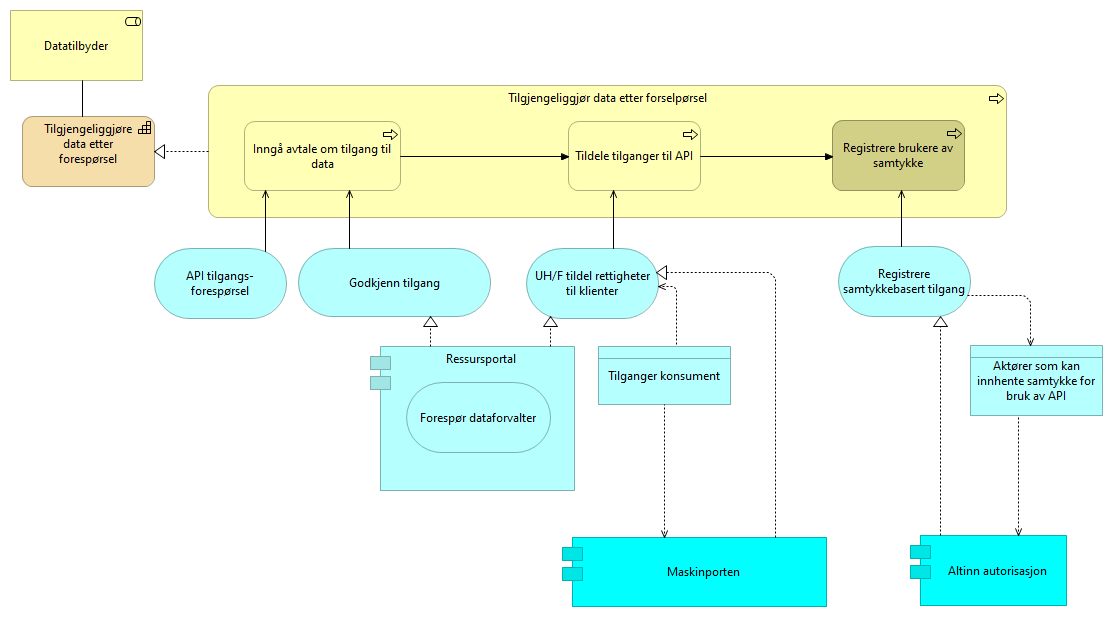 Datatilbyder
Tilgjengeliggjøre
data etter
forespørsel
Tilgjengeliggjør data etter forselpørsel
Inngå avtale om tilgang til
data
Tildele tilganger til API
Registrere brukere av
samtykke
API tilgangs-
forespørsel
Godkjenn tilgang
UH/F tildel rettigheter
til klienter
Registrere
samtykkebasert tilgang
Ressursportal
Forespør dataforvalter
Tilganger konsument
Aktører som kan
innhente samtykke for
bruk av API
Maskinporten
Altinn autorisasjon